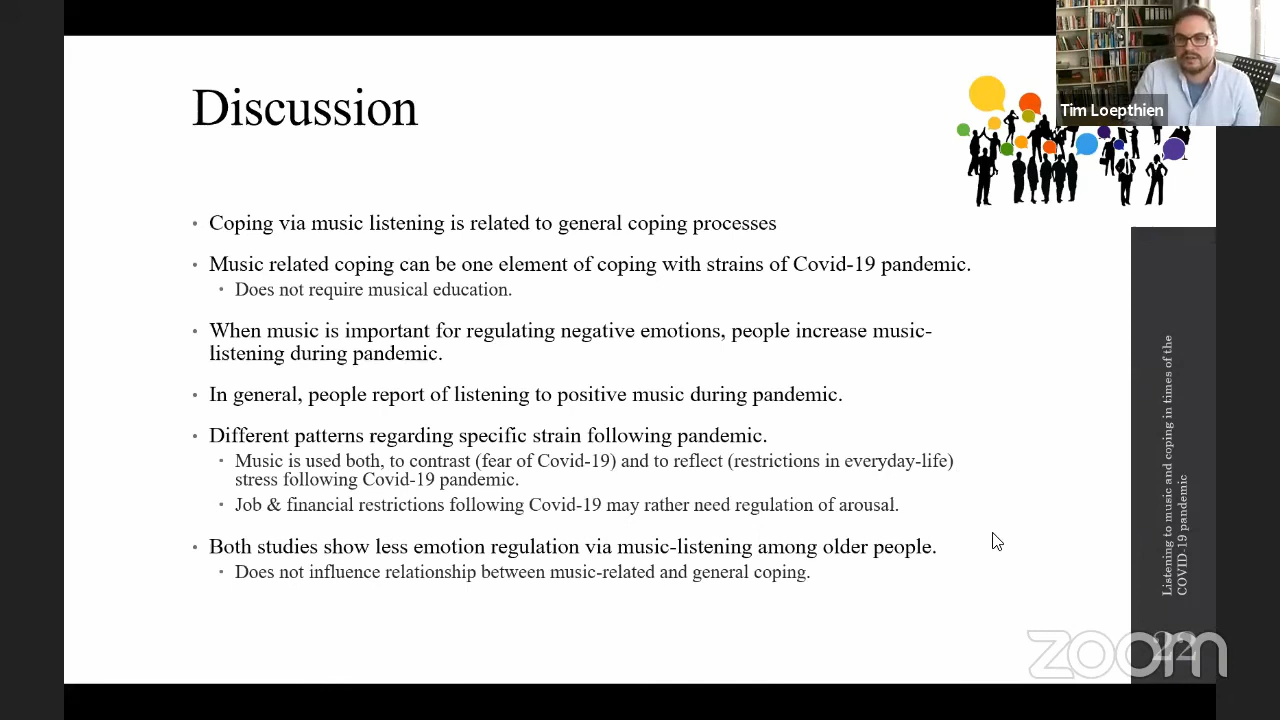 Discussion
Tim Loepthien
• Coping via music listening is related to general coping processes
• Music related coping can be one element of coping with strains of Covid-19 pandemic.
• Does not require musical education.
• When music is important for regulating negative emotions, people increase music-
listening during pandemic.
• In general, people report of listening to positive music during pandemic.
• Different patterns regarding specific strain following pandemic.
• Music is used both, to contrast (fear of Covid-19) and to reflect (restrictions in everyday-life)
stress following Covid-19 pandemic.
• Job & financial restrictions following Covid-19 may rather need regulation of arousal.
• Both studies show less emotion regulation via music-listening among older people.
• Does not influence relationship between music-related and general coping.
Listening to music and coping in times of the
COVID-19 pandemic
22
zoom